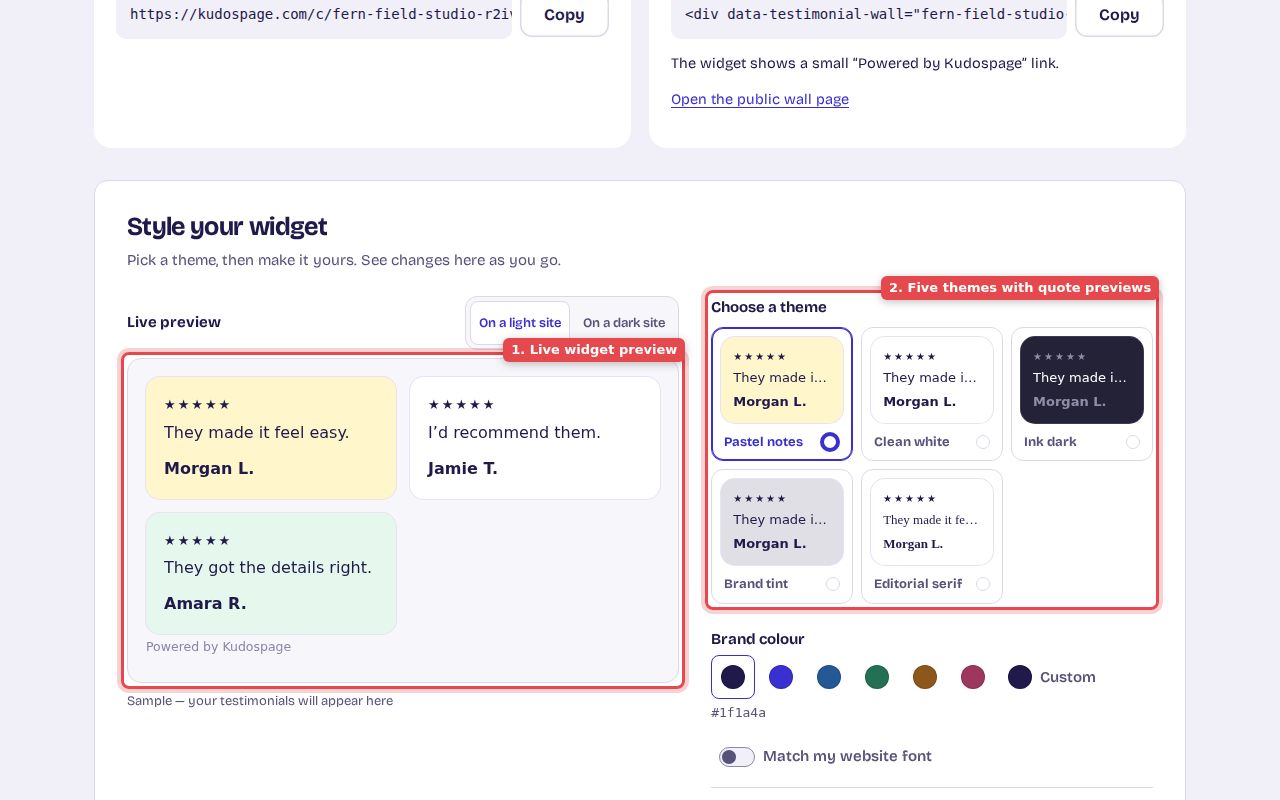 https://kudospage.com/c/fern-field-studio-r2iv
Copy
<div data-testimonial-wall="fern-field-studio-
Copy
The widget shows a small “Powered by Kudospage” link.
Open the public wall page
Style your widget
Pick a theme, then make it yours. See changes here as you go.
Live preview
On a light site
On a dark site
1. Live widget preview
★★★★★
They made it feel easy.
Morgan L.
★★★★★
I’d recommend them.
Jamie T.
★★★★★
They got the details right.
Amara R.
Powered by Kudospage
Sample — your testimonials will appear here
2. Five themes with quote previews
Choose a theme
★★★★★
They made i…
Morgan L.
Pastel notes
★★★★★
They made i…
Morgan L.
Clean white
★★★★★
They made i…
Morgan L.
Ink dark
★★★★★
They made i…
Morgan L.
Brand tint
★★★★★
They made it fe…
Morgan L.
Editorial serif
Brand colour
Custom
#1f1a4a
Match my website font